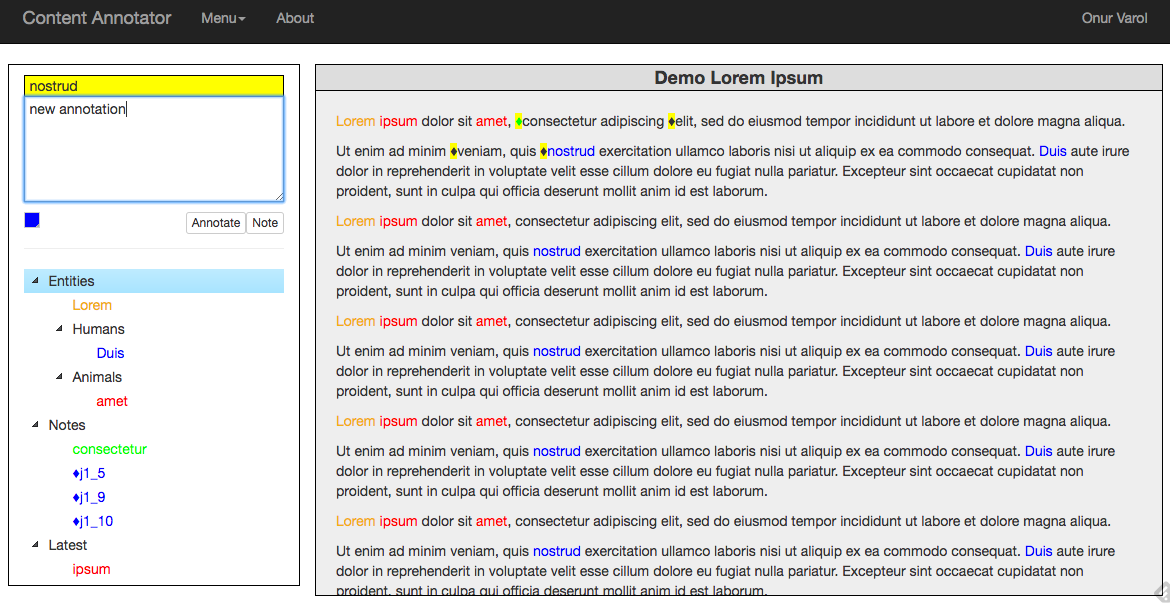 Content Annotator Menu About Onur Varol
nostrud
new annotation
Annotate Note
Entities
Lorem
Humans
Duis
Animals
amet
Notes
consectetur
♦j1_5
♦j1_9
♦j1_10
Latest
ipsum
Demo Lorem Ipsum
Lorem ipsum dolor sit amet, ♦consectetur adipiscing ♦elit, sed do eiusmod tempor incididunt ut labore et dolore magna aliqua.
Ut enim ad minim ♦veniam, quis ♦nostrud exercitation ullamco laboris nisi ut aliquip ex ea commodo consequat. Duis aute irure
dolor in reprehenderit in voluptate velit esse cillum dolore eu fugiat nulla pariatur. Excepteur sint occaecat cupidatat non
proident, sunt in culpa qui officia deserunt mollit anim id est laborum.
Lorem ipsum dolor sit amet, consectetur adipiscing elit, sed do eiusmod tempor incididunt ut labore et dolore magna aliqua.
Ut enim ad minim veniam, quis nostrud exercitation ullamco laboris nisi ut aliquip ex ea commodo consequat. Duis aute irure
dolor in reprehenderit in voluptate velit esse cillum dolore eu fugiat nulla pariatur. Excepteur sint occaecat cupidatat non
proident, sunt in culpa qui officia deserunt mollit anim id est laborum.
Lorem ipsum dolor sit amet, consectetur adipiscing elit, sed do eiusmod tempor incididunt ut labore et dolore magna aliqua.
Ut enim ad minim veniam, quis nostrud exercitation ullamco laboris nisi ut aliquip ex ea commodo consequat. Duis aute irure
dolor in reprehenderit in voluptate velit esse cillum dolore eu fugiat nulla pariatur. Excepteur sint occaecat cupidatat non
proident, sunt in culpa qui officia deserunt mollit anim id est laborum.
Lorem ipsum dolor sit amet, consectetur adipiscing elit, sed do eiusmod tempor incididunt ut labore et dolore magna aliqua.
Ut enim ad minim veniam, quis nostrud exercitation ullamco laboris nisi ut aliquip ex ea commodo consequat. Duis aute irure
dolor in reprehenderit in voluptate velit esse cillum dolore eu fugiat nulla pariatur. Excepteur sint occaecat cupidatat non
proident, sunt in culpa qui officia deserunt mollit anim id est laborum.
Lorem ipsum dolor sit amet, consectetur adipiscing elit, sed do eiusmod tempor incididunt ut labore et dolore magna aliqua.
Ut enim ad minim veniam, quis nostrud exercitation ullamco laboris nisi ut aliquip ex ea commodo consequat. Duis aute irure
dolor in reprehenderit in voluptate velit esse cillum dolore eu fugiat nulla pariatur. Excepteur sint occaecat cupidatat non
proident, sunt in culpa qui officia deserunt mollit anim id est laborum.